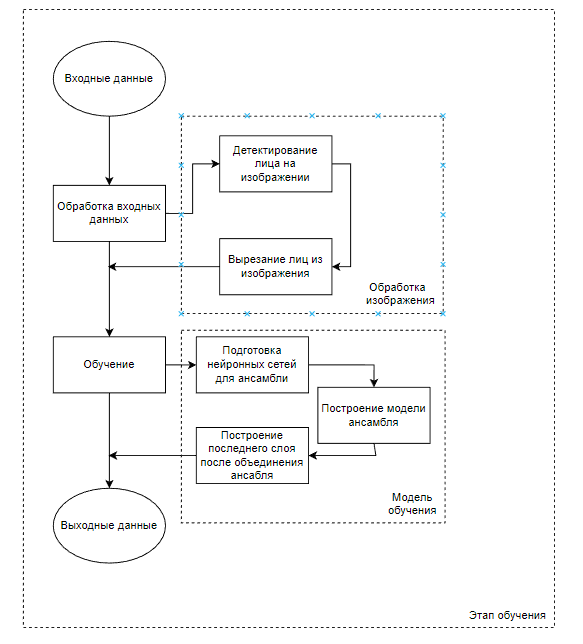 Входные данные
Детектирование
лица на
изображении
Обработка входных
данных
Вырезание лиц из
изображения
Обработка
изображения
Обучение
Подготовка
нейронных сетей
для ансамбли
Построение модели
ансамбля
Построение
последнего слоя
после объединения
ансабля
Модель
обучения
Выходные данные
Этап обучения